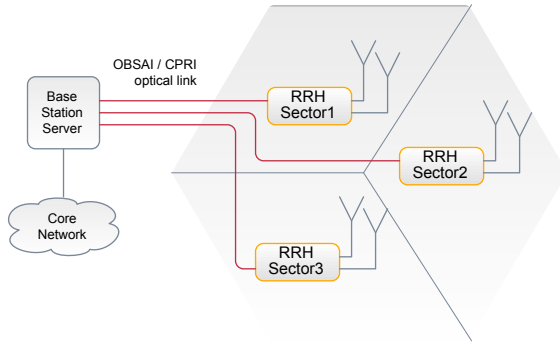 OBSAI / CPRI
optical link
Base
Station
Server
Core
Network
RRH
Sector1
RRH
Sector2
RRH
Sector3